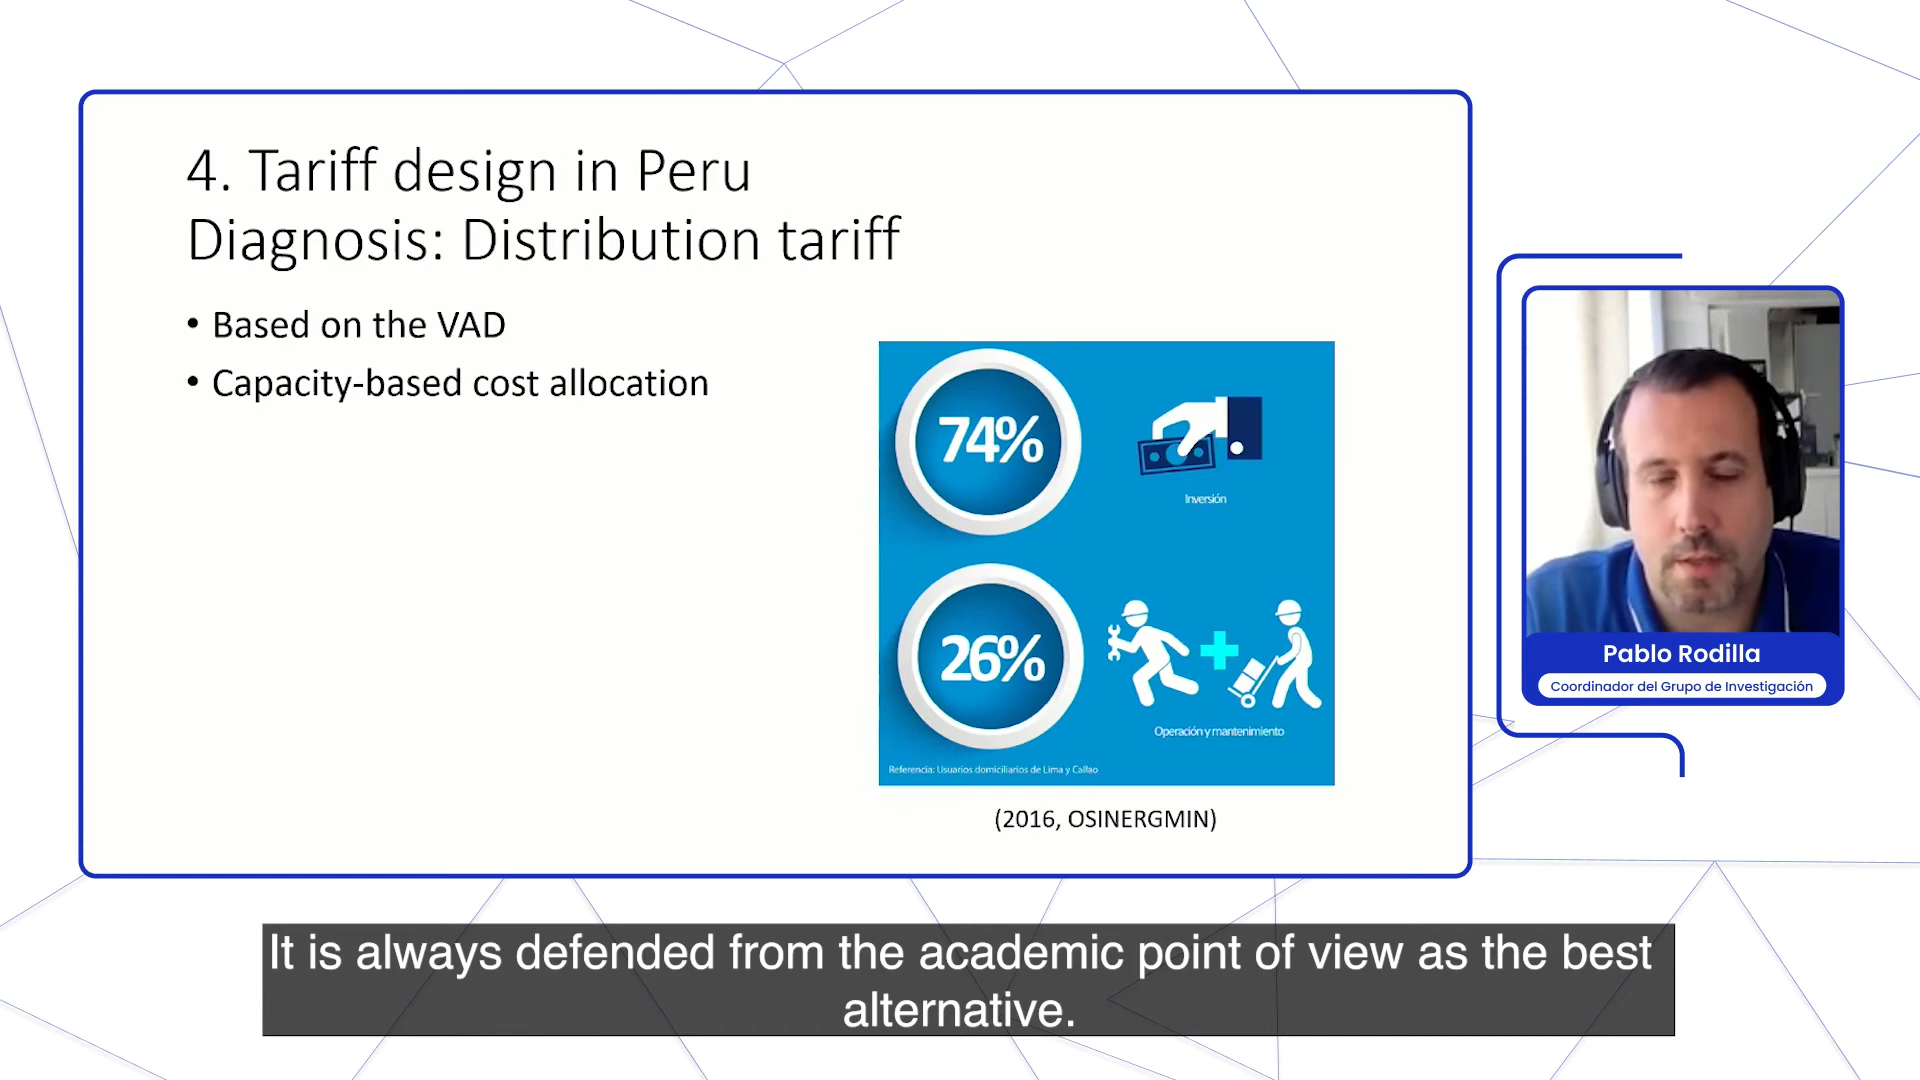 4. Tariff design in Peru
Diagnosis: Distribution tariff
• Based on the VAD
• Capacity-based cost allocation
74%
Inversión
26%
Operación y mantenimiento
Referencia: Usuarios domiciliarios de Lima y Callao
(2016, OSINERGMIN)
Pablo Rodilla
Coordinador del Grupo de Investigación
It is always defended from the academic point of view as the best
alternative.